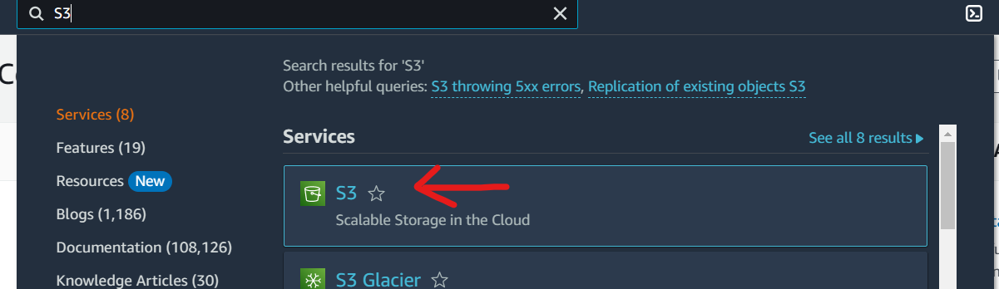 S3
Search results for 'S3'
Other helpful queries: S3 throwing 5xx errors, Replication of existing objects S3
Services (8)
Features (19)
Resources New
Blogs (1,186)
Documentation (108,126)
Knowledge Articles (30)
Services
See all 8 results
S3
Scalable Storage in the Cloud
S3 Glacier